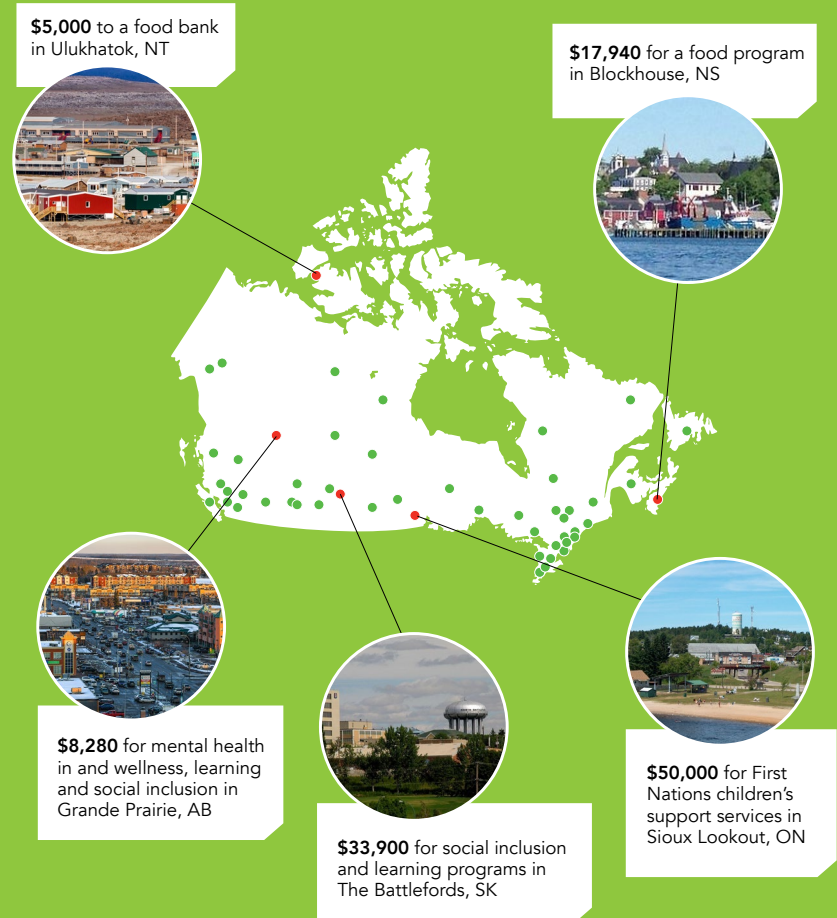 $5,000 to a food bank
in Ulukhatok, NT
$17,940 for a food program
in Blockhouse, NS
$8,280 for mental health
in and wellness, learning
and social inclusion in
Grande Prairie, AB
$33,900 for social inclusion
and learning programs in
The Battlefords, SK
$50,000 for First
Nations children’s
support services in
Sioux Lookout, ON